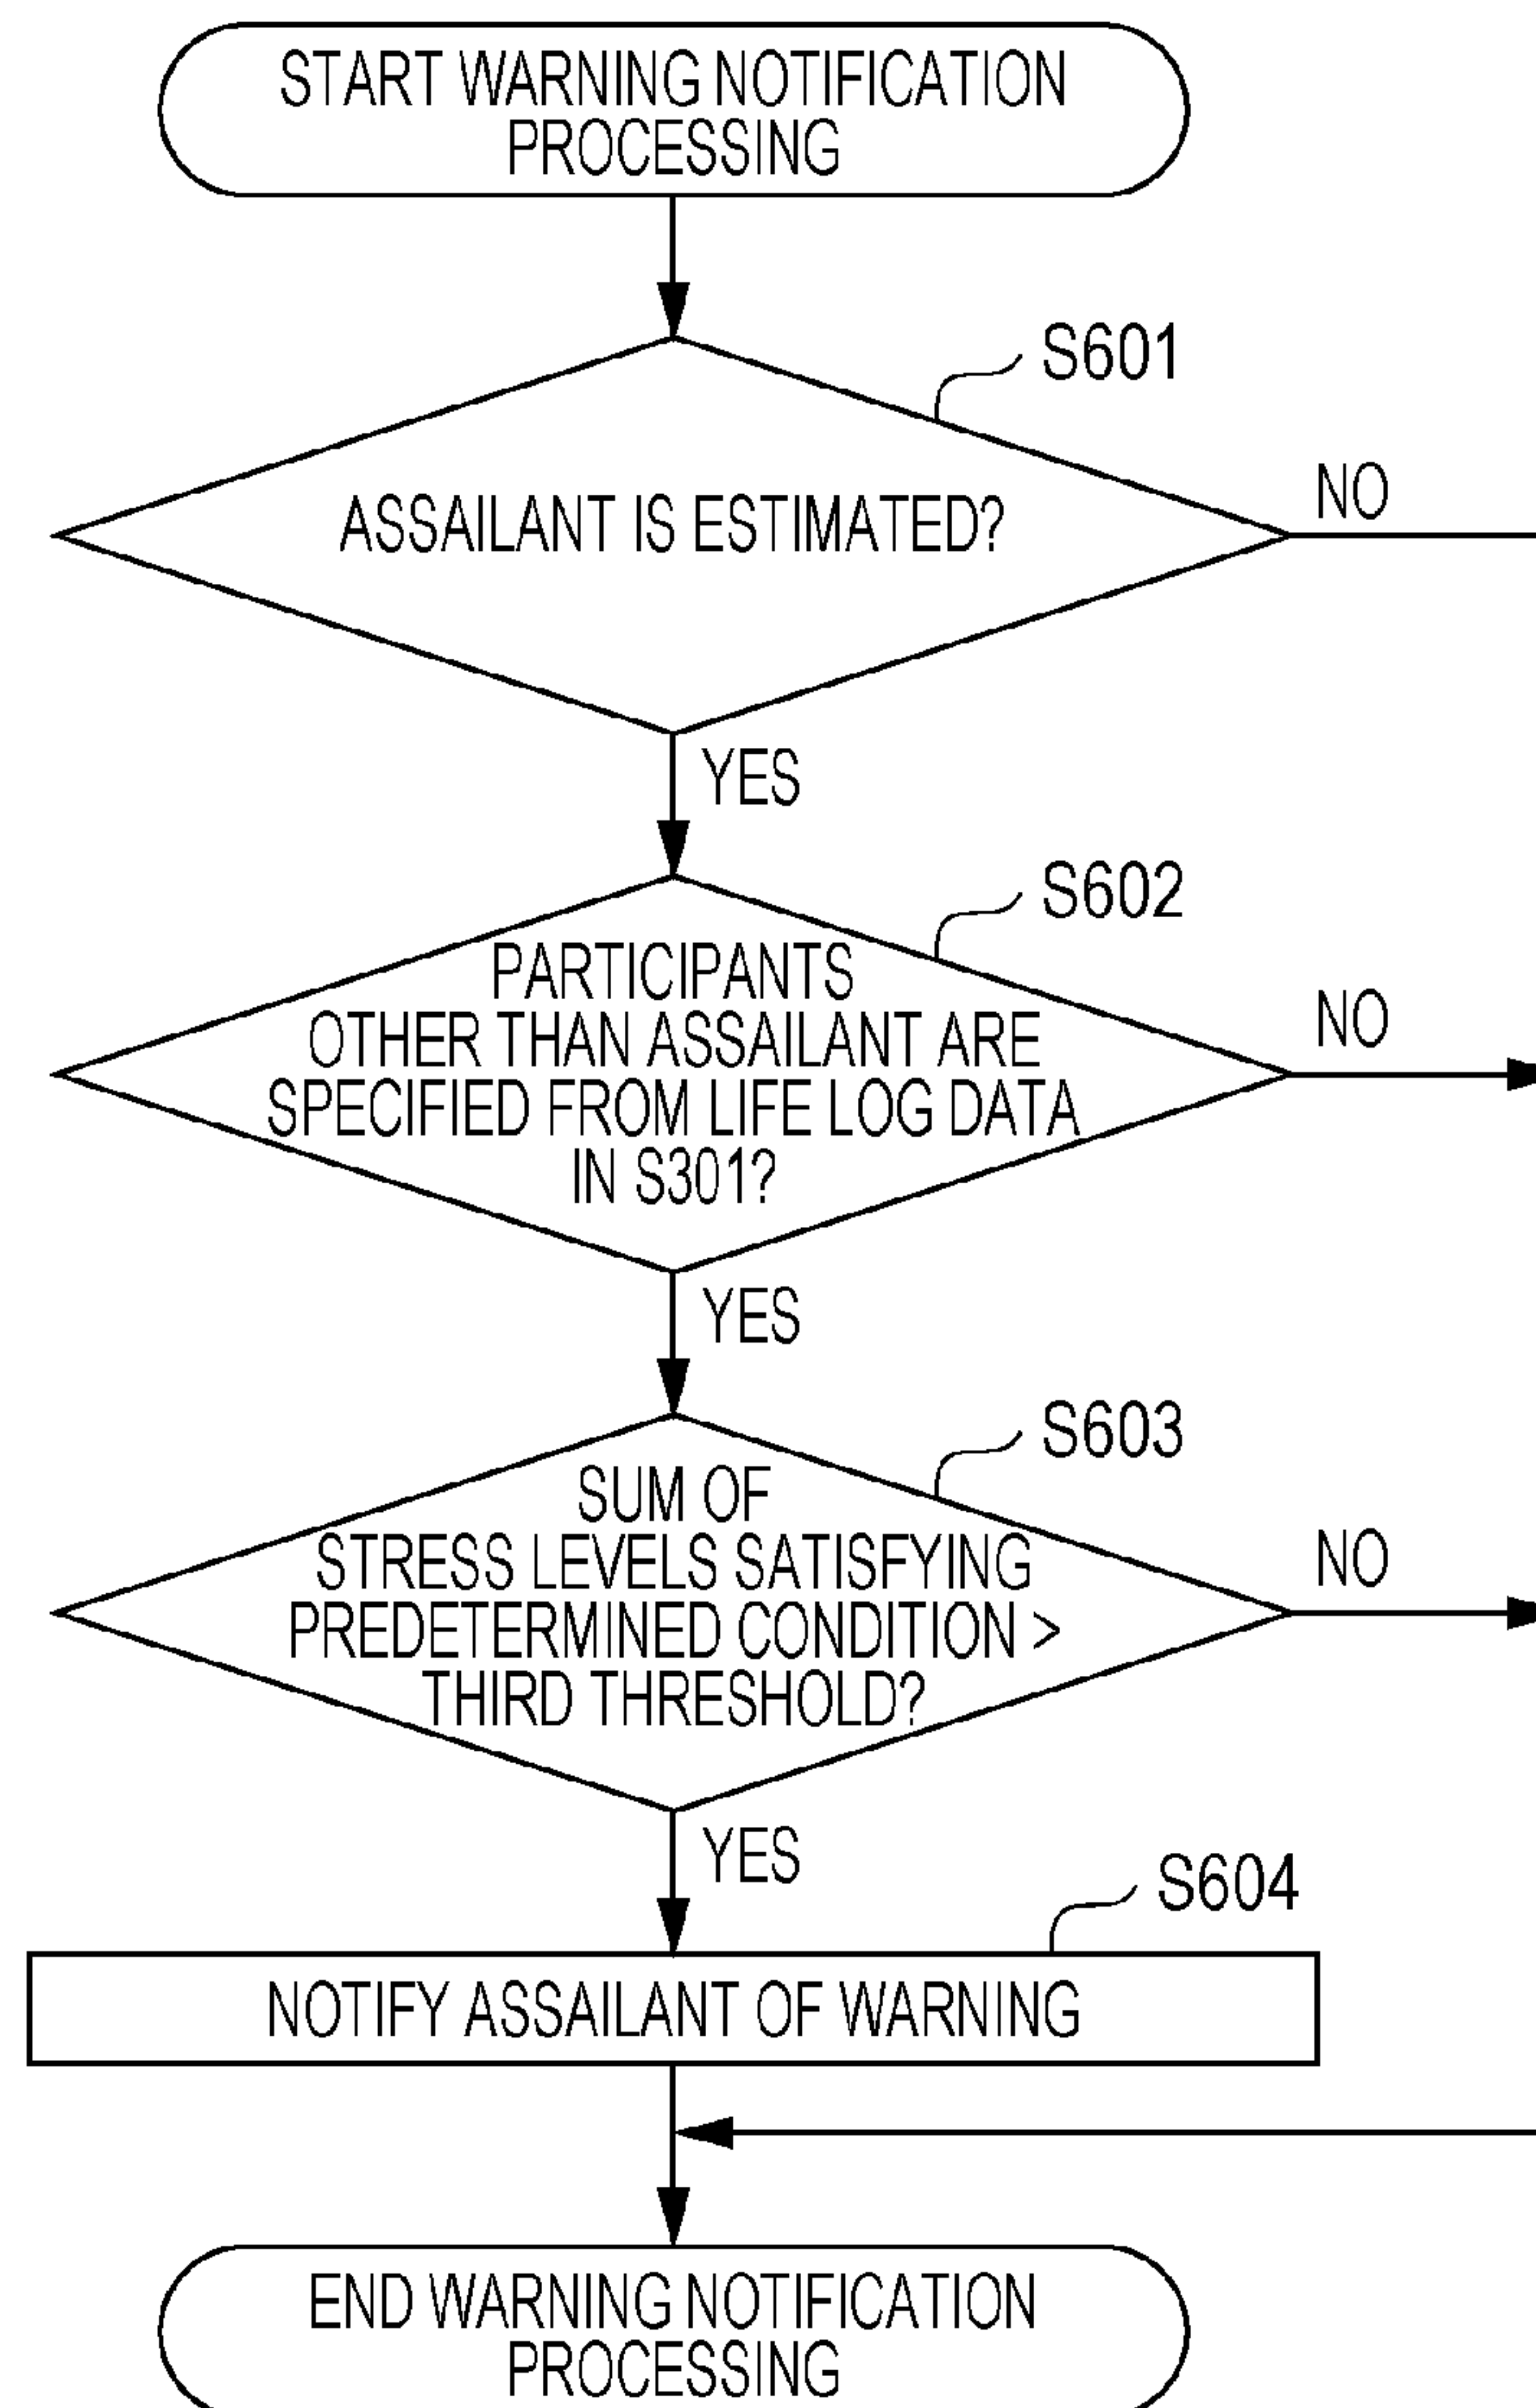 START WARNING NOTIFICATION
PROCESSING
S601
ASSAILANT IS ESTIMATED?
NO
YES
S602
PARTICIPANTS
OTHER THAN ASSAILANT ARE
SPECIFIED FROM LIFE LOG DATA
IN S301?
NO
YES
S603
SUM OF
STRESS LEVELS SATISFYING
PREDETERMINED CONDITION >
THIRD THRESHOLD?
NO
YES
S604
NOTIFY ASSAILANT OF WARNING
END WARNING NOTIFICATION
PROCESSING